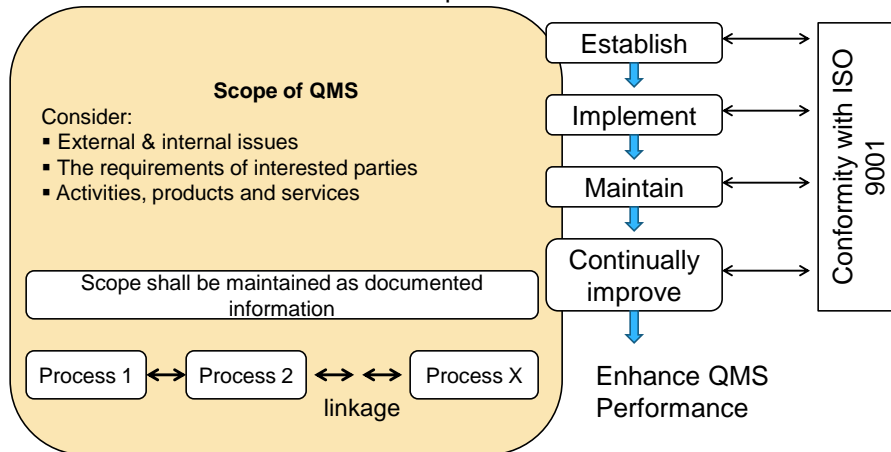 Scope of QMS
Consider:
▪ External & internal issues
▪ The requirements of interested parties
▪ Activities, products and services
Scope shall be maintained as documented
information
Process 1
Process 2
Process X
linkage
Establish
Implement
Maintain
Continually
improve
Enhance QMS
Performance
Conformity with ISO
9001